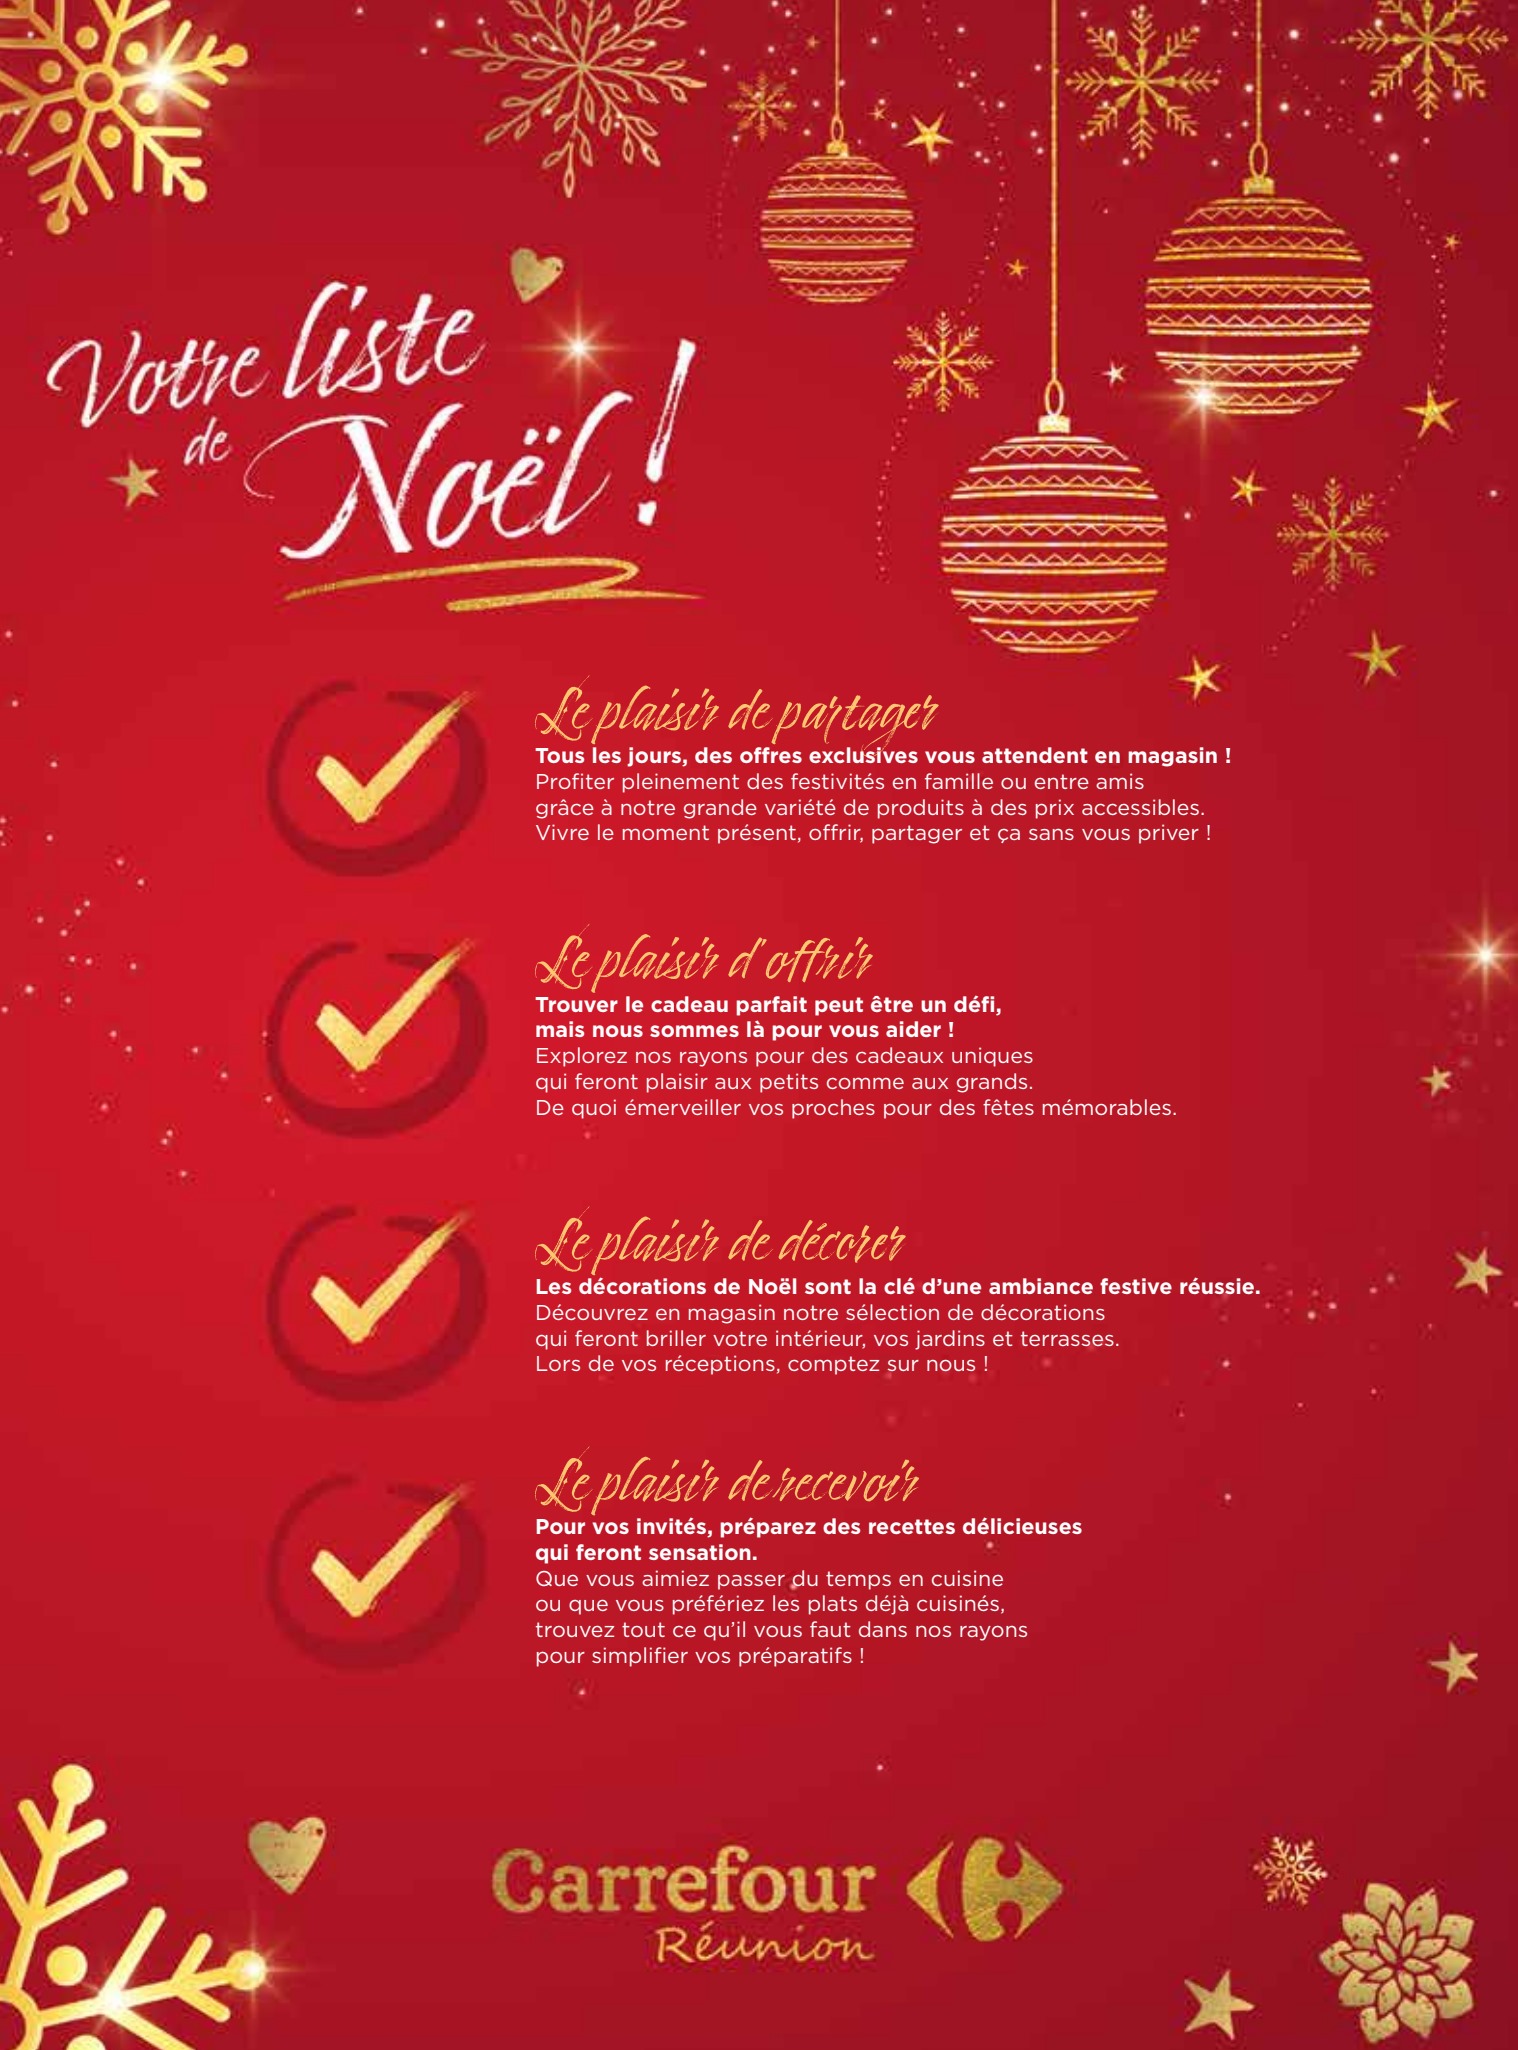 Votre liste
de
Noël !
Le plaisir de partager
Tous les jours, des offres exclusives vous attendent en magasin !
Profiter pleinement des festivités en famille ou entre amis
grâce à notre grande variété de produits à des prix accessibles.
Vivre le moment présent, offrir, partager et ça sans vous priver !
Le plaisir d'offrir
Trouver le cadeau parfait peut être un défi,
mais nous sommes là pour vous aider !
Explorez nos rayons pour des cadeaux uniques
qui feront plaisir aux petits comme aux grands.
De quoi émerveiller vos proches pour des fêtes mémorables.
Le plaisir de décorer
Les décorations de Noël sont la clé d’une ambiance festive réussie.
Découvrez en magasin notre sélection de décorations
qui feront briller votre intérieur, vos jardins et terrasses.
Lors de vos réceptions, comptez sur nous !
Le plaisir de recevoir
Pour vos invités, préparez des recettes délicieuses
qui feront sensation.
Que vous aimiez passer du temps en cuisine
ou que vous préfériez les plats déjà cuisinés,
trouvez tout ce qu’il vous faut dans nos rayons
pour simplifier vos préparatifs !
Carrefour
Réunion